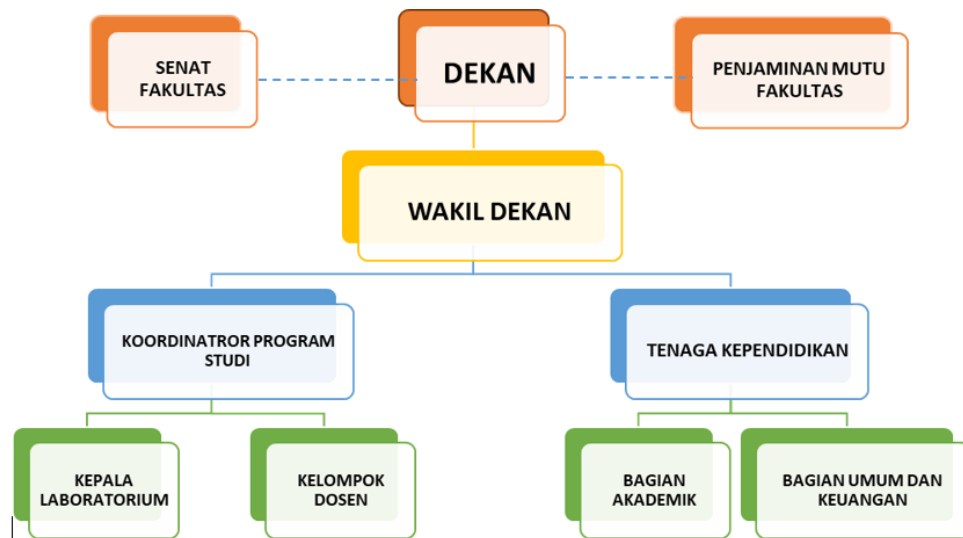 SENAT
FAKULTAS
DEKAN
PENJAMINAN MUTU
FAKULTAS
WAKIL DEKAN
KOORDINATROR PROGRAM
STUDI
TENAGA KEPENDIDIKAN
KEPALA
LABORATORIUM
KELOMPOK
DOSEN
BAGIAN
AKADEMIK
BAGIAN UMUM DAN
KEUANGAN